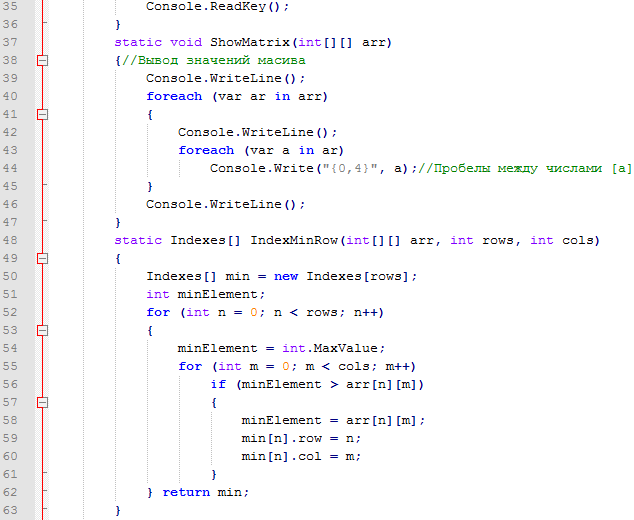 35 Console.ReadKey();
36 }
37 static void ShowMatrix(int[][] arr)
38 {//Вывод значений масива
39 Console.WriteLine();
40 foreach (var ar in arr)
41 {
42 Console.WriteLine();
43 foreach (var a in ar)
44 Console.Write("{0,4}", a);//Пробелы между числами [a]
45 }
46 Console.WriteLine();
47 }
48 static Indexes[] IndexMinRow(int[][] arr, int rows, int cols)
49 {
50 Indexes[] min = new Indexes[rows];
51 int minElement;
52 for (int n = 0; n < rows; n++)
53 {
54 minElement = int.MaxValue;
55 for (int m = 0; m < cols; m++)
56 if (minElement > arr[n][m])
57 {
58 minElement = arr[n][m];
59 min[n].row = n;
60 min[n].col = m;
61 }
62 } return min;
63 }